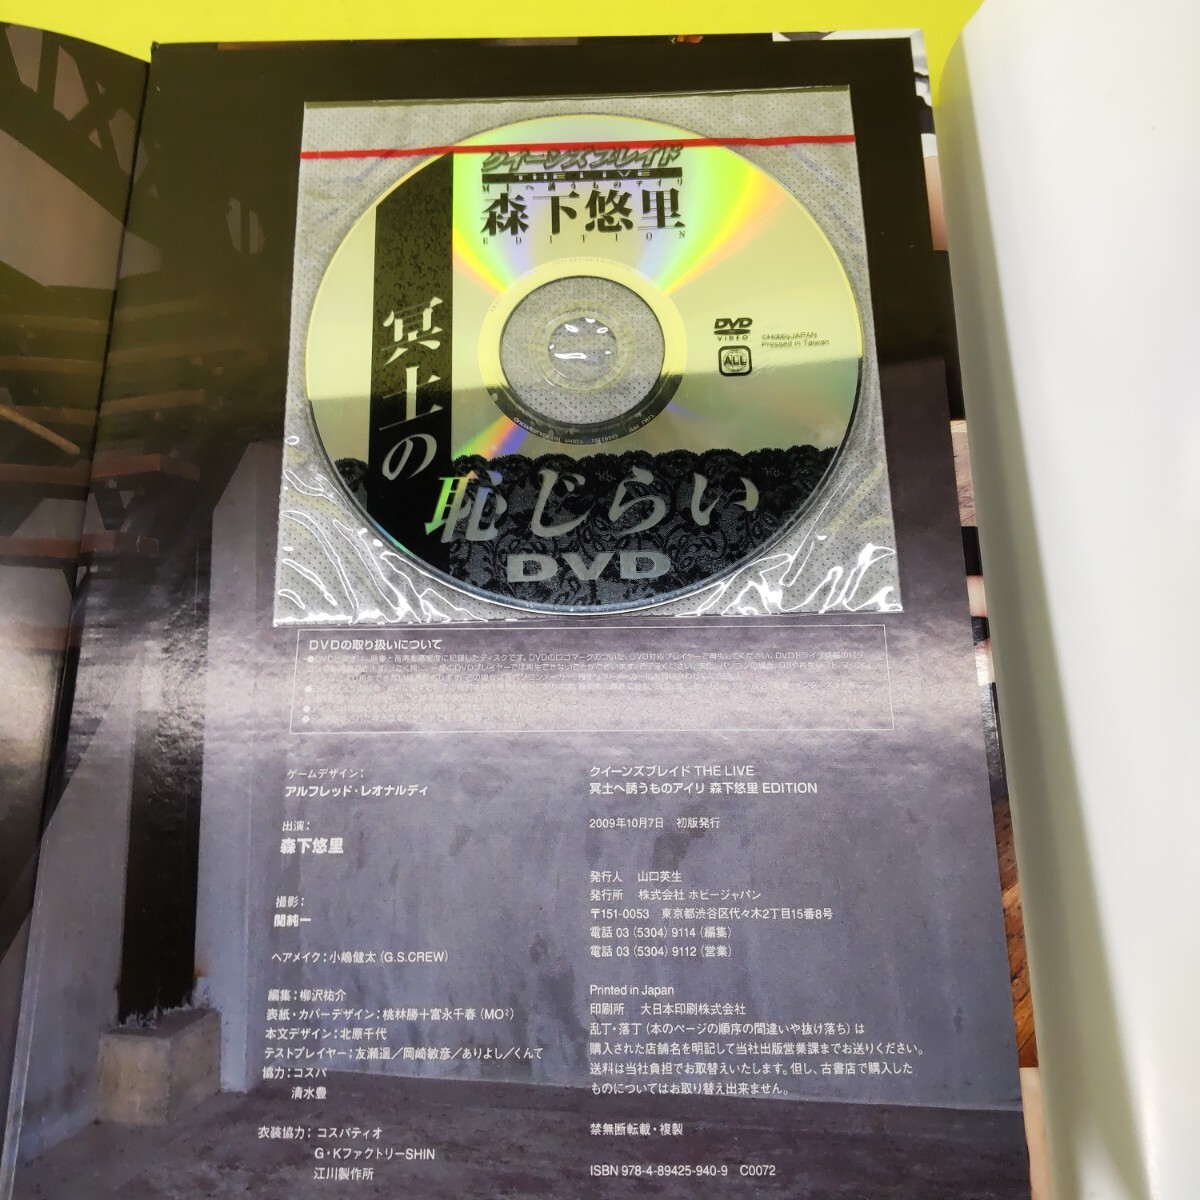 クイーンズブレイド
THE LIVE
冥土へ誘うものアイリ
森下悠里
EDITION
冥土の
恥じらい
DVD
DVD
VIDEO
ALL
©HobbyJAPAN
Pressed in Taiwan
DVDの取り扱いについて
ゲームデザイン:
アルフレッド・レオナルディ
出演:
森下悠里
撮影:
関純一
ヘアメイク:小嶋健太(G.S.CREW)
編集:柳沢祐介
表紙・カバーデザイン:桃林勝+富永千春(MO²)
本文デザイン:北原千代
テストプレイヤー:友瀬遥/岡崎敏彦/ありよし/くんて
協力:コスパ
清水豊
衣装協力:コスパティオ
G・KファクトリーSHIN
江川製作所
クイーンズブレイド THE LIVE
冥土へ誘うものアイリ 森下悠里 EDITION
2009年10月7日 初版発行
発行人 山口英生
発行所 株式会社 ホビージャパン
〒151-0053 東京都渋谷区代々木2丁目15番8号
電話 03 (5304) 9114 (編集)
電話 03 (5304) 9112 (営業)
Printed in Japan
印刷所 大日本印刷株式会社
乱丁・落丁(本のページの順序の間違いや抜け落ち)は
購入された店舗名を明記して当社出版営業課までお送りください。
送料は当社負担でお取替えいたします。但し、古書店で購入した
ものについてはお取り替え出来ません。
禁無断転載・複製
ISBN 978-4-89425-940-9 C0072